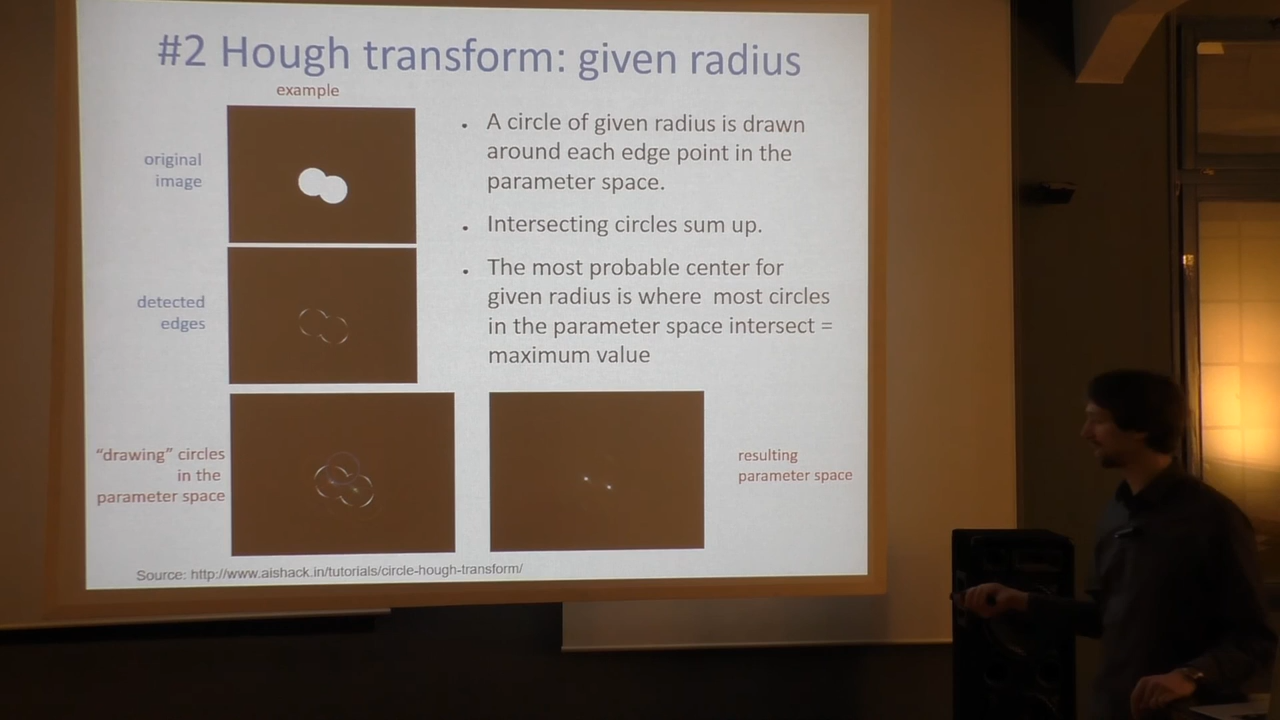 #2 Hough transform: given radius
example
original
image
detected
edges
“drawing” circles
in the
parameter space
• A circle of given radius is drawn
around each edge point in the
parameter space.
• Intersecting circles sum up.
• The most probable center for
given radius is where most circles
in the parameter space intersect =
maximum value
resulting
parameter space
Source: http://www.aishack.in/tutorials/circle-hough-transform/